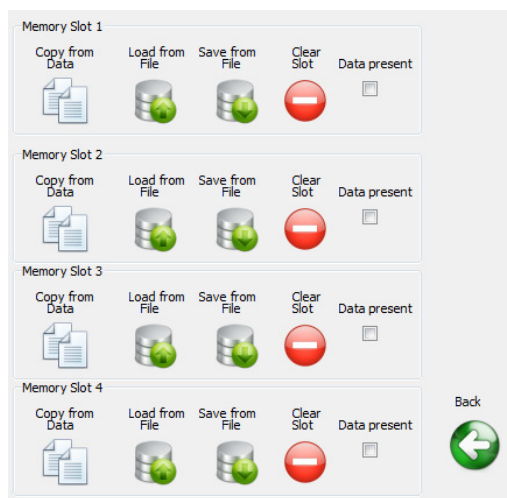 Memory Slot 1
Copy from Data
Load from File
Save from File
Clear Slot
Data present
Memory Slot 2
Copy from Data
Load from File
Save from File
Clear Slot
Data present
Memory Slot 3
Copy from Data
Load from File
Save from File
Clear Slot
Data present
Memory Slot 4
Copy from Data
Load from File
Save from File
Clear Slot
Data present
Back